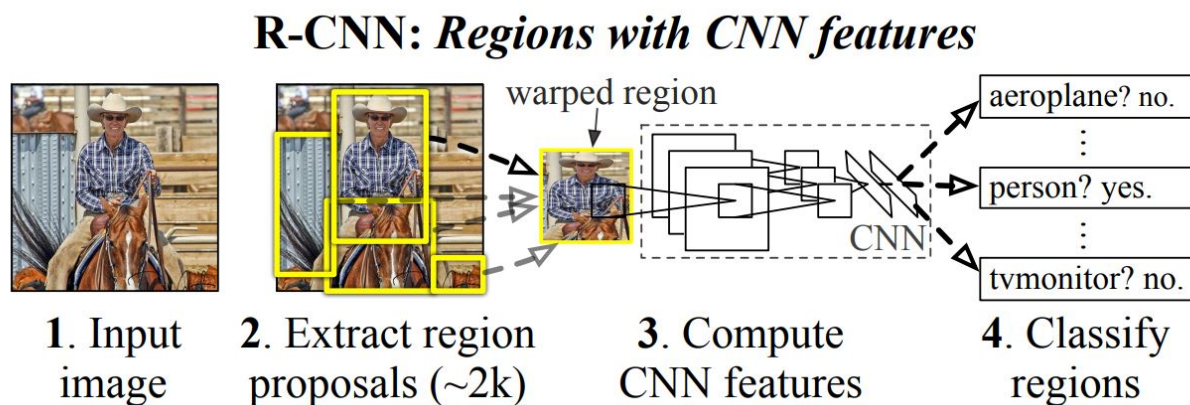 R-CNN: Regions with CNN features
warped region
aeroplane? no.
⋮
person? yes.
⋮
tvmonitor? no.
CNN
1. Input
image
2. Extract region
proposals (~2k)
3. Compute
CNN features
4. Classify
regions